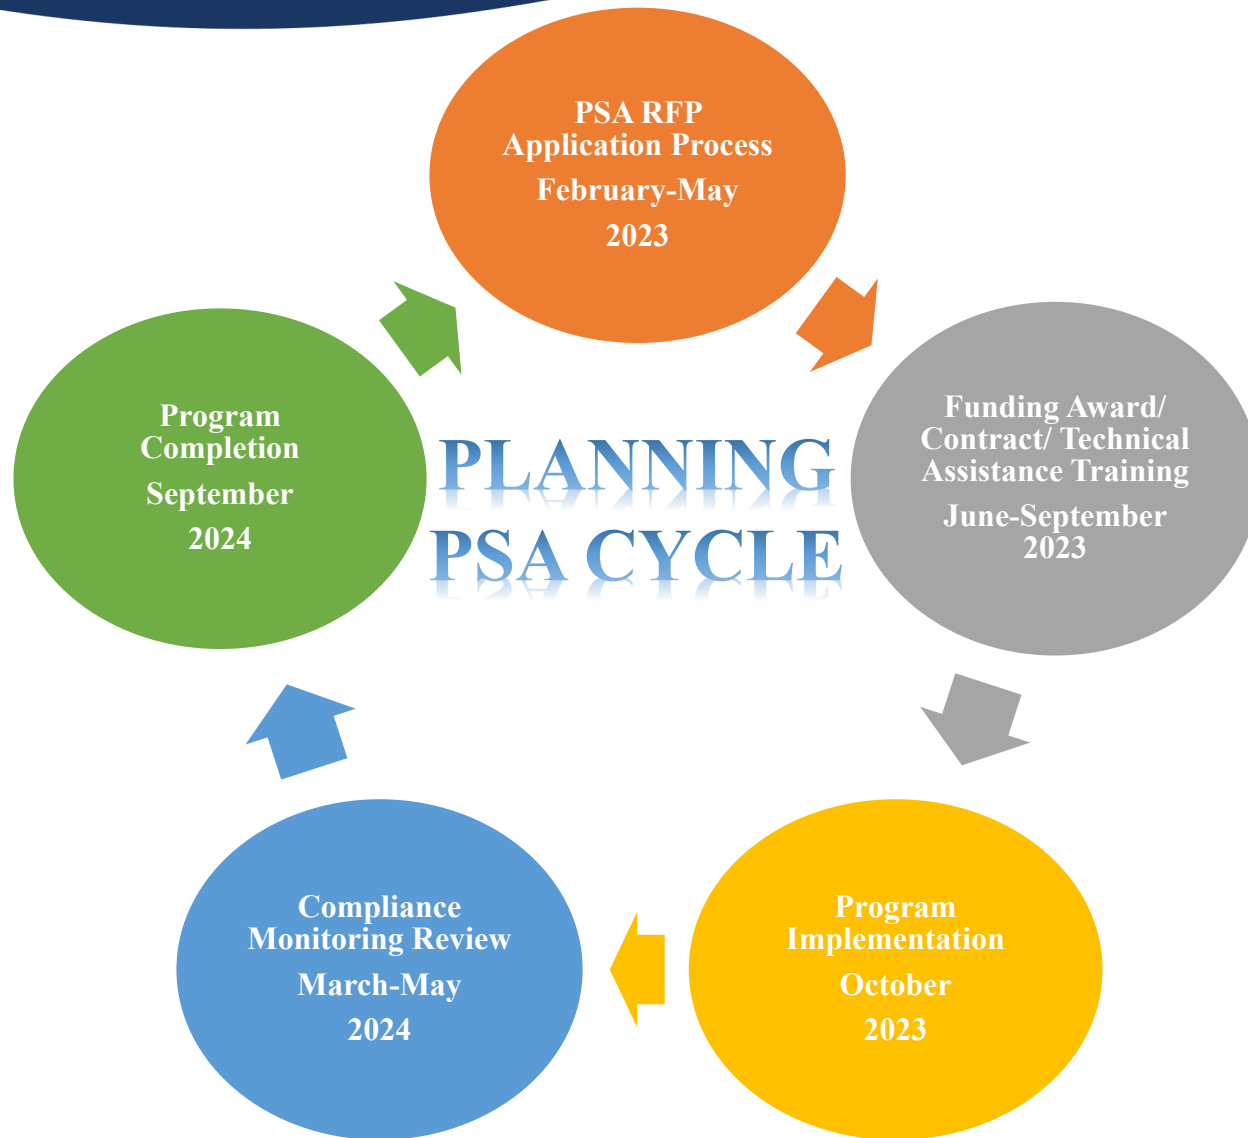 PSA RFP
Application Process
February-May
2023
Funding Award/
Contract/ Technical
Assistance Training
June-September
2023
Program
Implementation
October
2023
Compliance
Monitoring Review
March-May
2024
Program
Completion
September
2024
PLANNING
PSA CYCLE